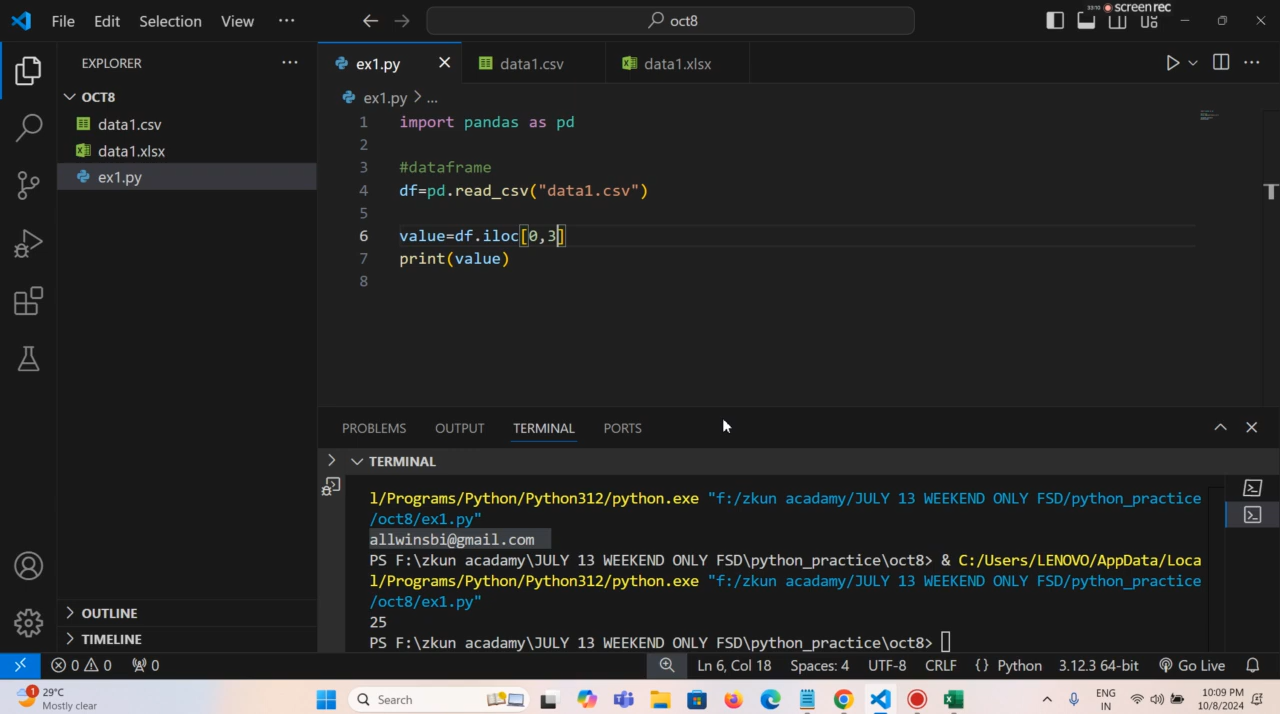 File Edit Selection View ··· oct8 screenrec
EXPLORER ···
OCT8
data1.csv
data1.xlsx
ex1.py
ex1.py data1.csv data1.xlsx
ex1.py > ...
1 import pandas as pd
2
3 #dataframe
4 df=pd.read_csv("data1.csv")
5
6 value=df.iloc[0,3]
7 print(value)
8
PROBLEMS OUTPUT TERMINAL PORTS
TERMINAL
l/Programs/Python/Python312/python.exe "f:/zkun acadamy/JULY 13 WEEKEND ONLY FSD/python_practice
/oct8/ex1.py"
allwinsbi@gmail.com
PS F:\zkun acadamy\JULY 13 WEEKEND ONLY FSD\python_practice\oct8> & C:/Users/LENOVO/AppData/Loca
l/Programs/Python/Python312/python.exe "f:/zkun acadamy/JULY 13 WEEKEND ONLY FSD/python_practice
/oct8/ex1.py"
25
PS F:\zkun acadamy\JULY 13 WEEKEND ONLY FSD\python_practice\oct8>
OUTLINE
TIMELINE
0 0 0 Ln 6, Col 18 Spaces: 4 UTF-8 CRLF {} Python 3.12.3 64-bit Go Live
1 29°C
Mostly clear
Search
ENG
IN
10:09 PM
10/8/2024